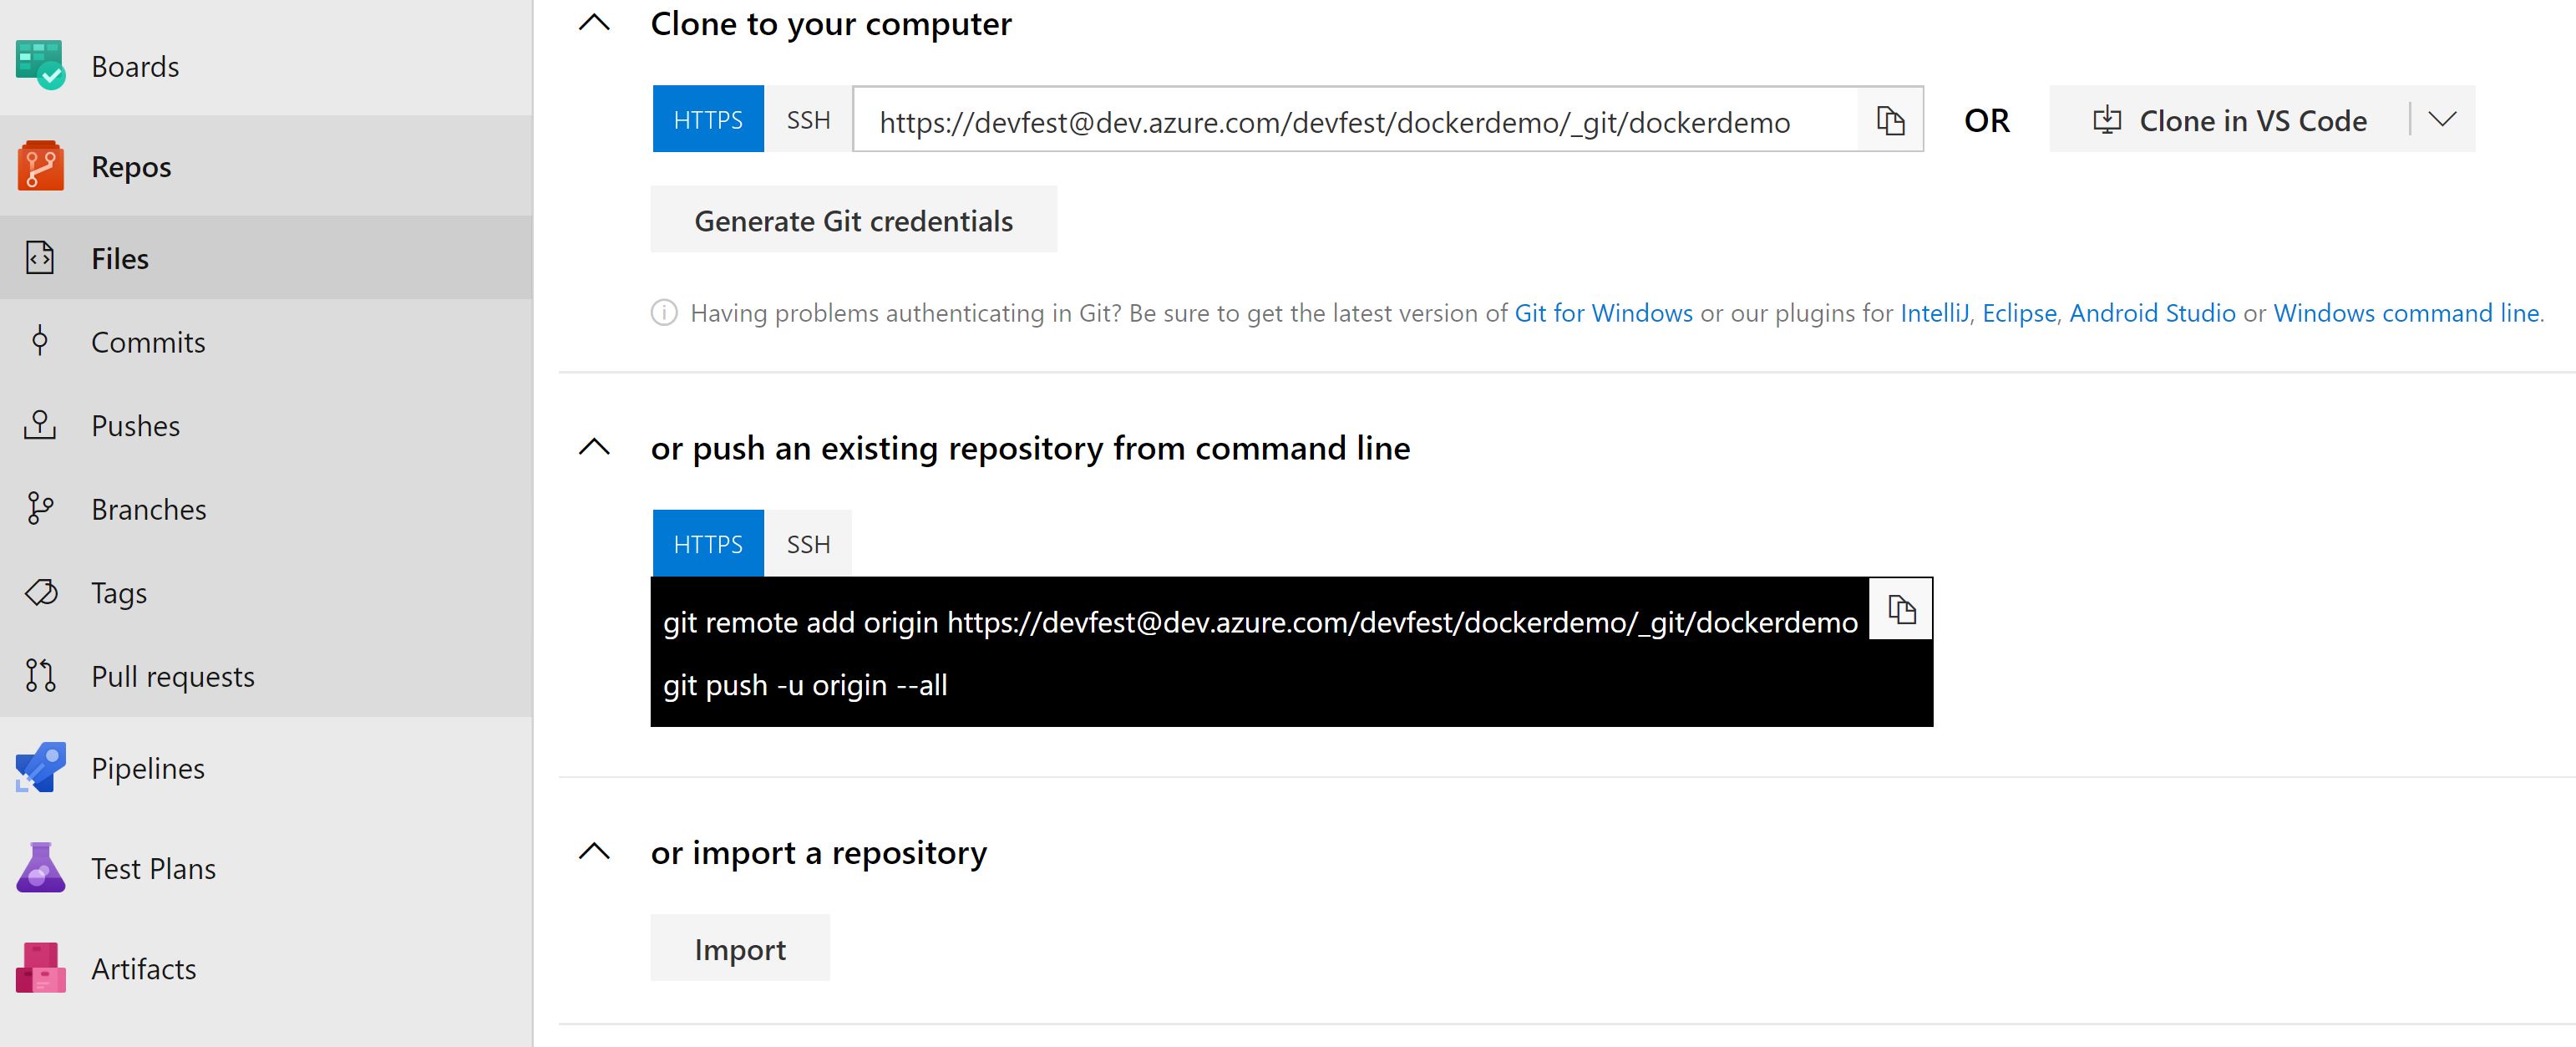 Boards
Repos
Files
Commits
Pushes
Branches
Tags
Pull requests
Pipelines
Test Plans
Artifacts
Clone to your computer
HTTPS SSH https://devfest@dev.azure.com/devfest/dockerdemo/_git/dockerdemo OR Clone in VS Code
Generate Git credentials
Having problems authenticating in Git? Be sure to get the latest version of Git for Windows or our plugins for IntelliJ, Eclipse, Android Studio or Windows command line.
or push an existing repository from command line
HTTPS SSH
git remote add origin https://devfest@dev.azure.com/devfest/dockerdemo/_git/dockerdemo
git push -u origin --all
or import a repository
Import